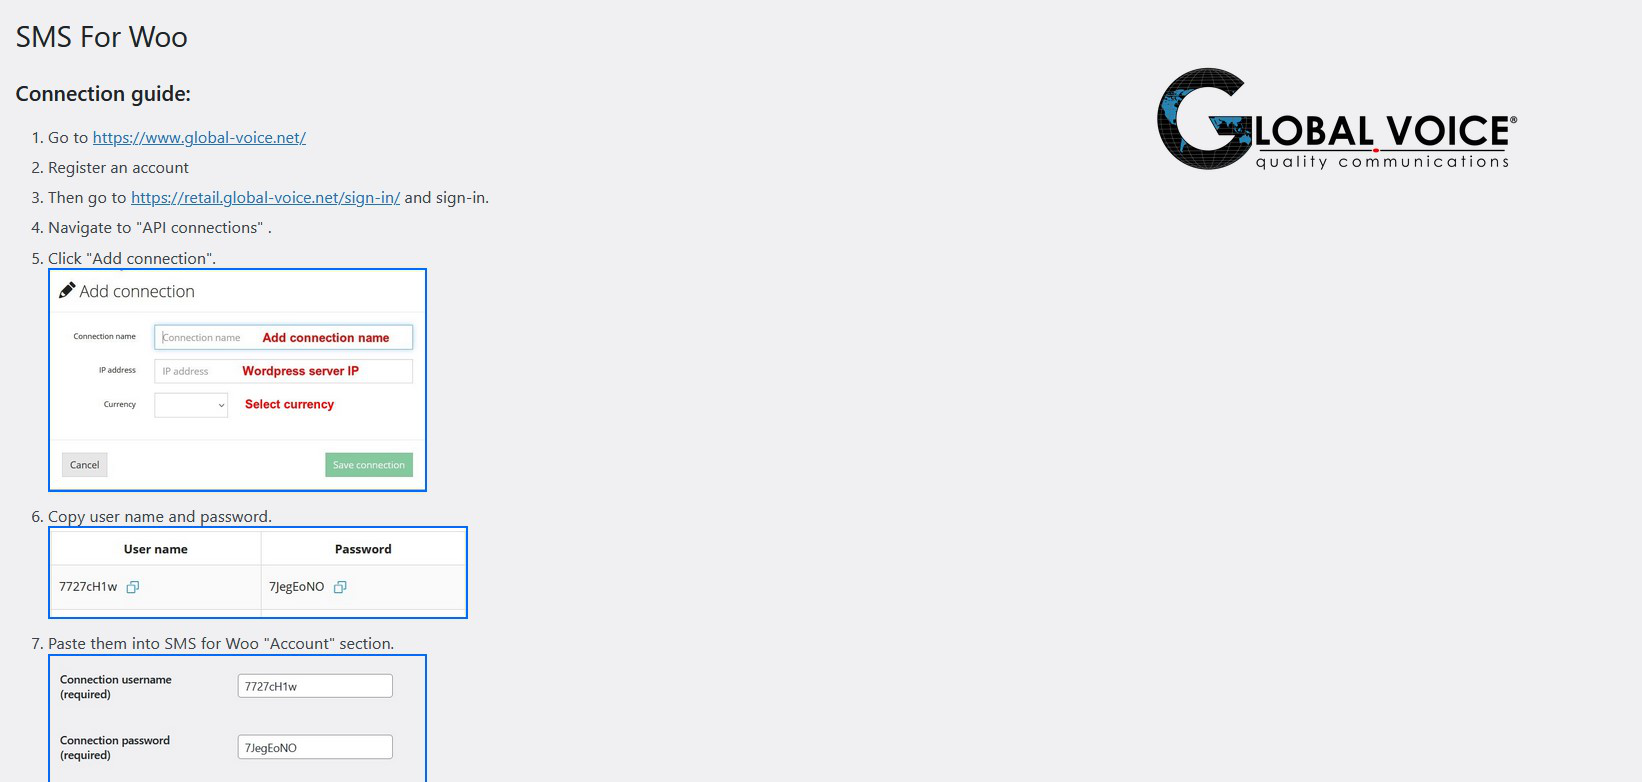 SMS For Woo
GLOBAL VOICE®
quality communications
Connection guide:
1. Go to https://www.global-voice.net/
2. Register an account
3. Then go to https://retail.global-voice.net/sign-in/ and sign-in.
4. Navigate to "API connections" .
5. Click "Add connection".
Add connection
Connection name Connection name Add connection name
IP address IP address Wordpress server IP
Currency Select currency
Cancel Save connection
6. Copy user name and password.
User name Password
7727cH1w 7JegEoNO
7. Paste them into SMS for Woo "Account" section.
Connection username
(required) 7727cH1w
Connection password
(required) 7JegEoNO